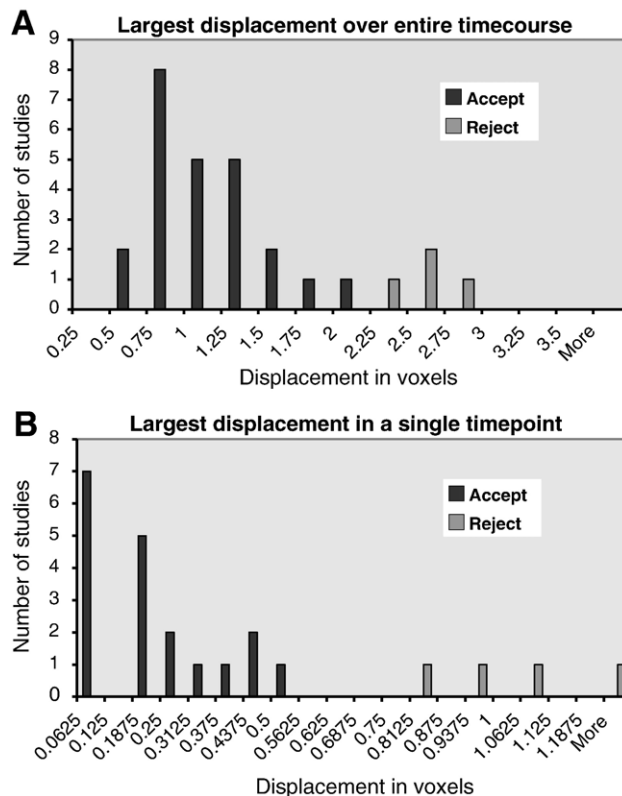 A
Largest displacement over entire timecourse
9
8
7
6
5
4
3
2
1
0
Number of studies
Accept
Reject
0.25 0.5 0.75 1 1.25 1.5 1.75 2 2.25 2.5 2.75 3 3.25 3.5 More
Displacement in voxels
B
Largest displacement in a single timepoint
8
7
6
5
4
3
2
1
0
Number of studies
Accept
Reject
0.0625 0.125 0.1875 0.25 0.3125 0.375 0.4375 0.5 0.5625 0.625 0.6875 0.75 0.8125 0.875 0.9375 1 1.0625 1.125 1.1875 More
Displacement in voxels